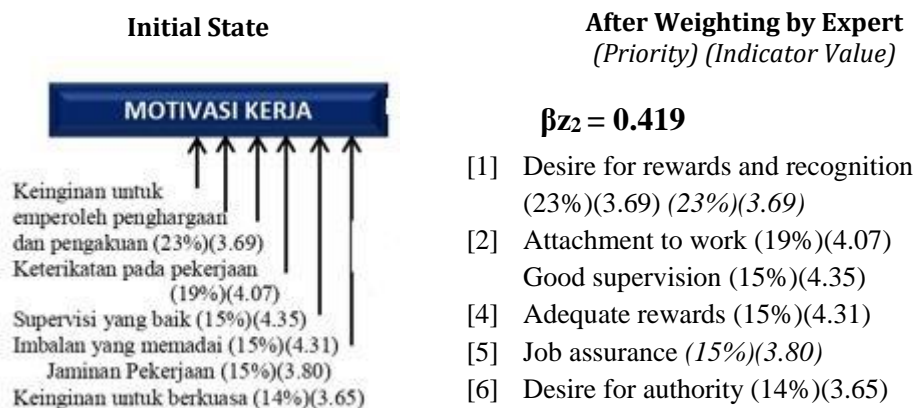 Initial State
MOTIVASI KERJA
Keinginan untuk
emperoleh penghargaan
dan pengakuan (23%)(3.69)
Keterikatan pada pekerjaan
(19%)(4.07)
Supervisi yang baik (15%)(4.35)
Imbalan yang memadai (15%)(4.31)
Jaminan Pekerjaan (15%)(3.80)
Keinginan untuk berkuasa (14%)(3.65)
After Weighting by Expert
(Priority) (Indicator Value)
βz₂ = 0.419
[1] Desire for rewards and recognition
(23%)(3.69) (23%)(3.69)
[2] Attachment to work (19%)(4.07)
Good supervision (15%)(4.35)
[4] Adequate rewards (15%)(4.31)
[5] Job assurance (15%)(3.80)
[6] Desire for authority (14%)(3.65)